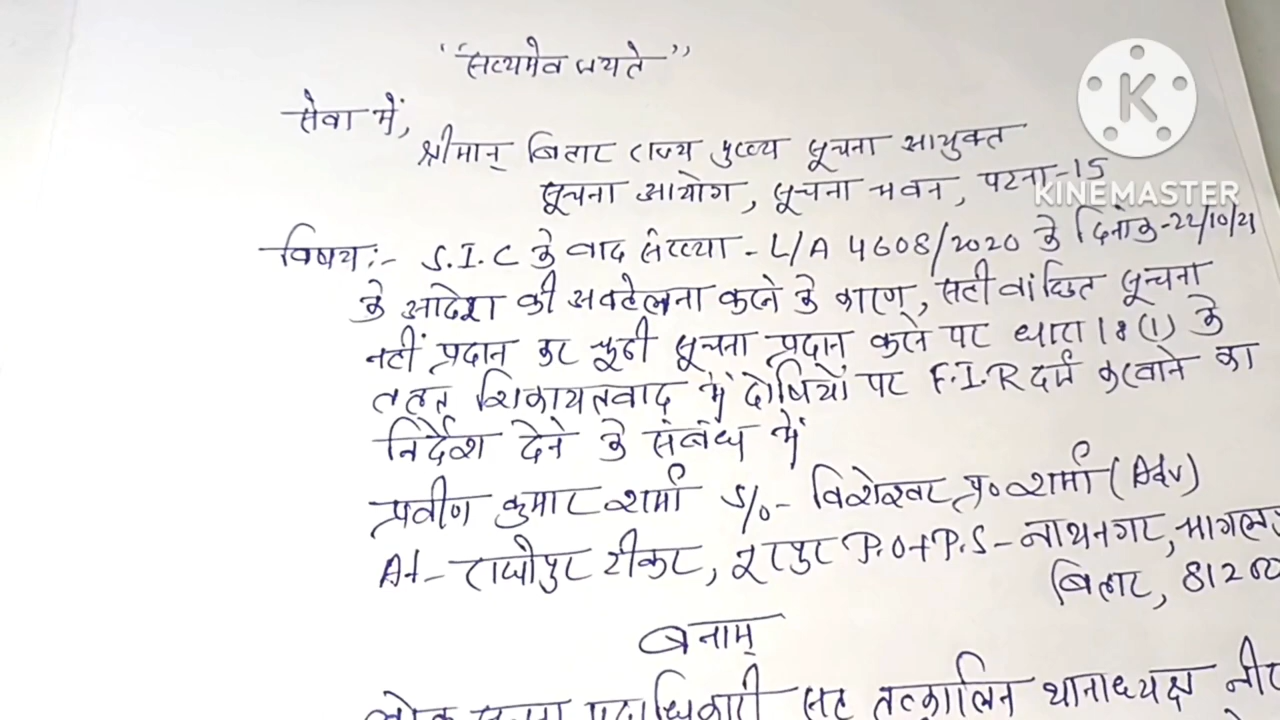 “सत्यमेव जयते”
सेवा में,
श्रीमान् बिहार राज्य मुख्य सूचना आयुक्त
सूचना आयोग, सूचना भवन, पटना-15
KINEMASTER
विषय:- S.I.C के वाद संख्या - L/A 4608/2020 के दिनांक-22/10/21
के आदेश की अवहेलना करने के कारण, सही वांछित सूचना
नहीं प्रदान कर झूठी सूचना प्रदान करने पर धारा 18(1) के
तहत शिकायतवाद में दोषियों पर F.I.R दर्ज करवाने का
निर्देश देने के संबंध में
प्रवीण कुमार शर्मा S/o- विशेश्वर प्र० शर्मा (Adv)
At- राघोपुर टीकर, P.O+P.S- नाथनगर,
बिहार, 812
बनाम्
लोक सूचना पदाधिकारी सह तत्कालिन थानाध्यक्ष